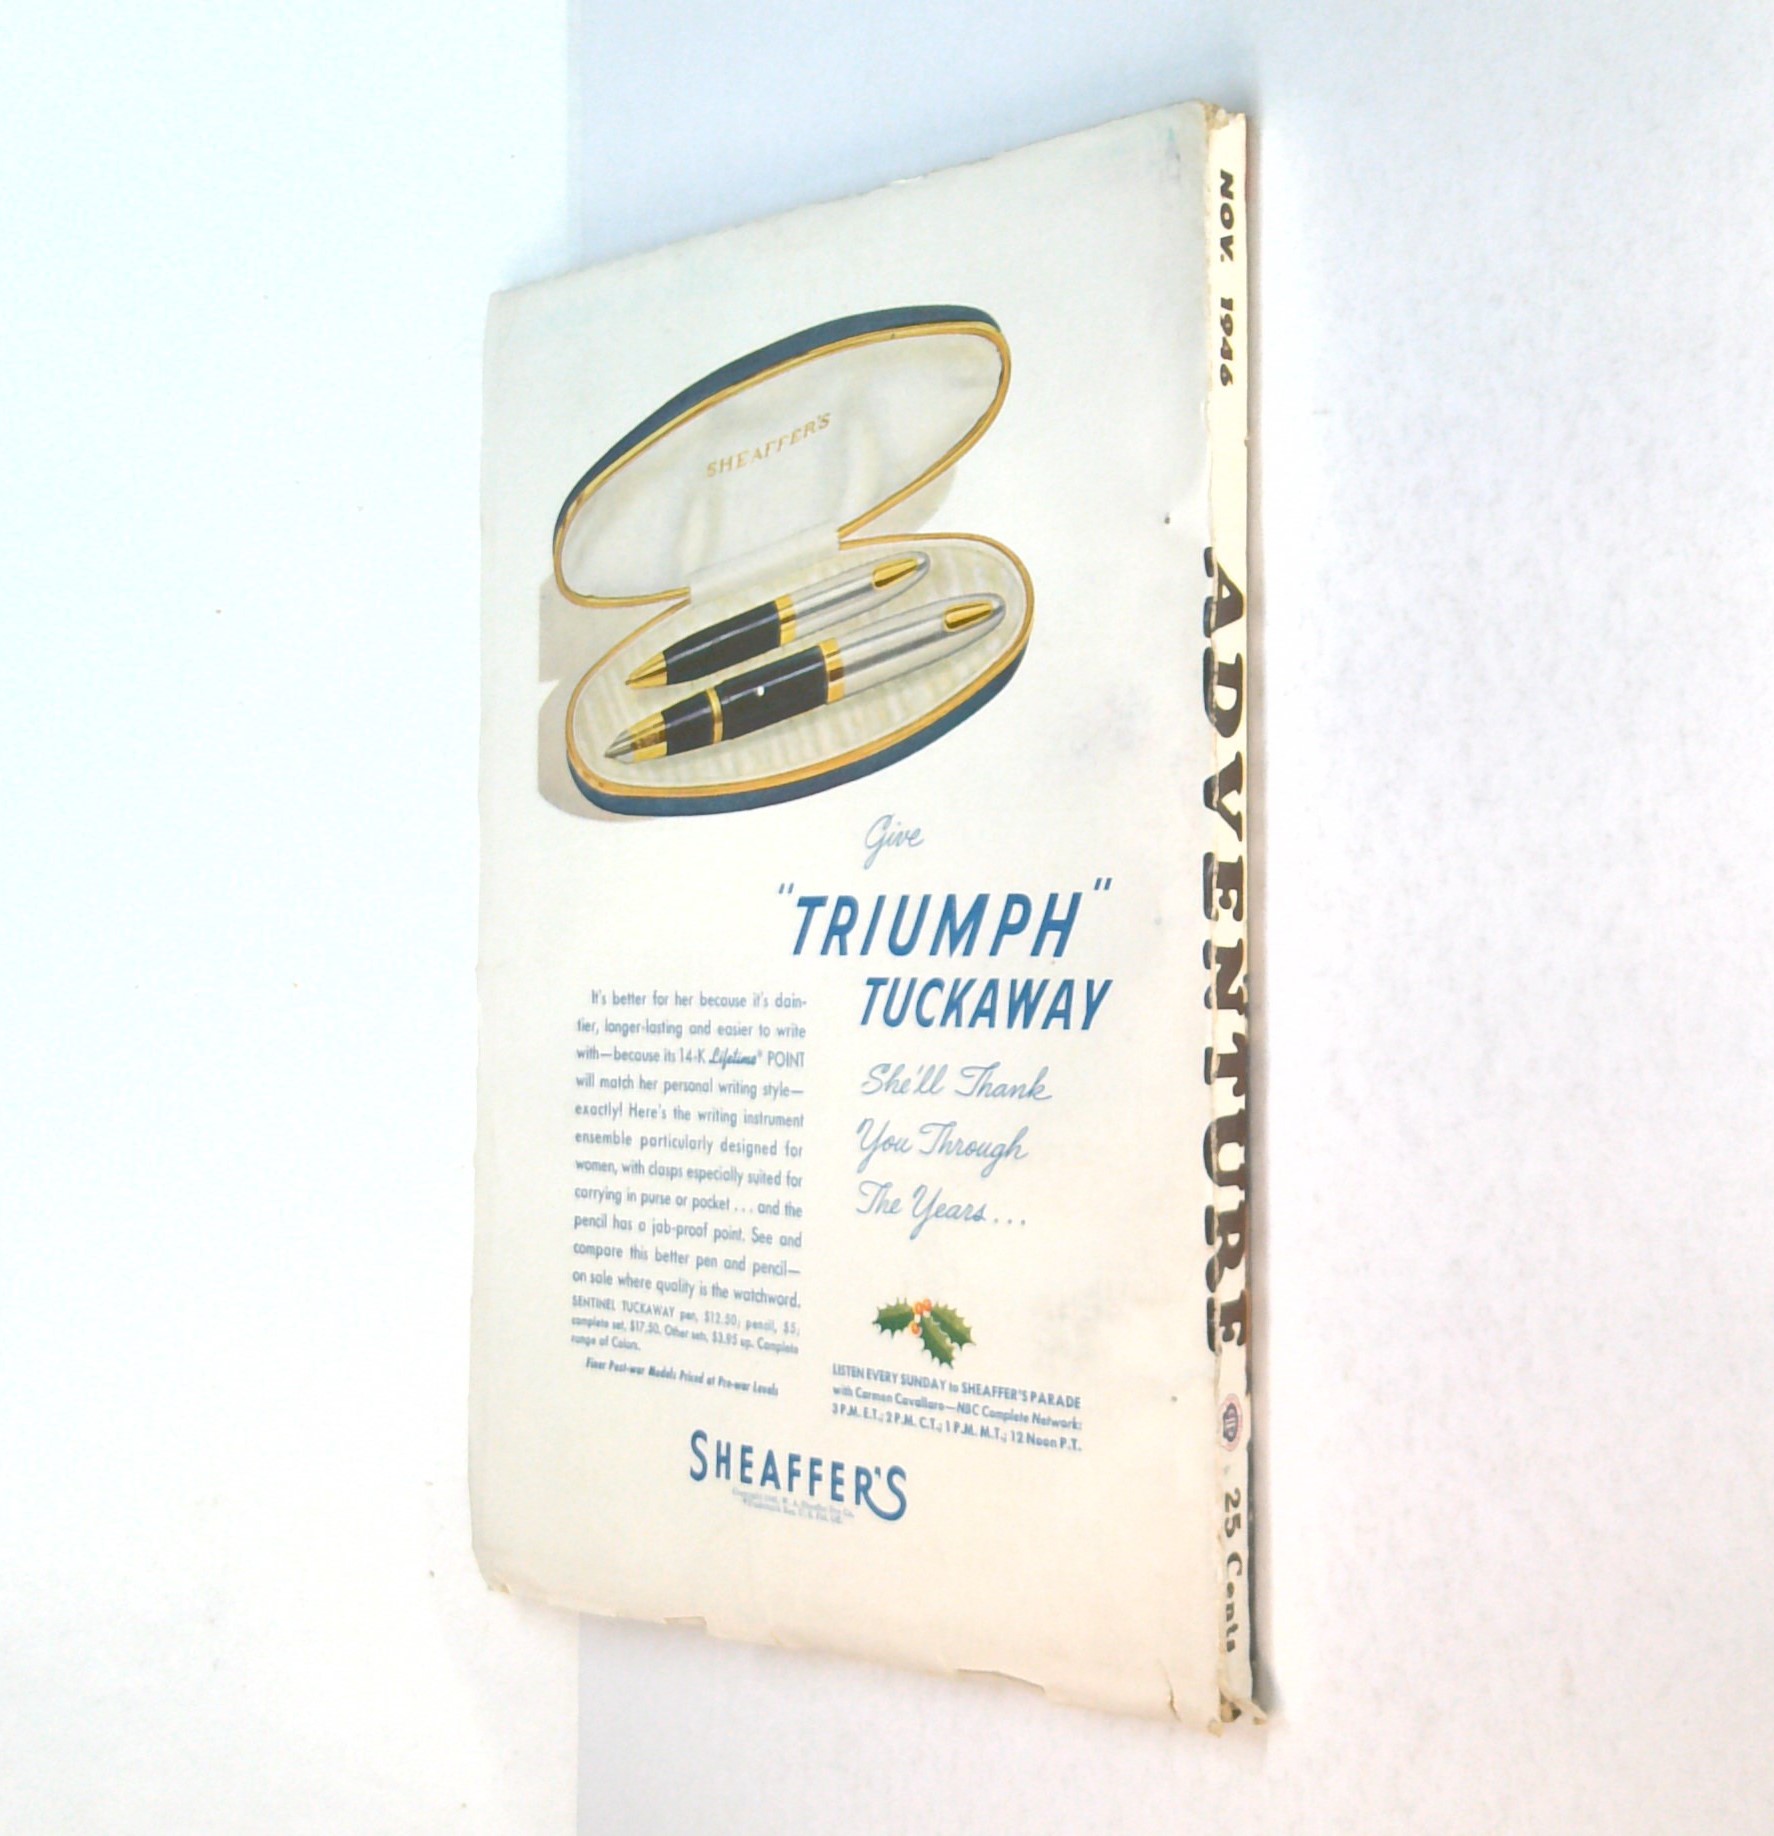 SHEAFFER'S
Give
"TRIUMPH"
TUCKAWAY
She'll Thank
You Through
The Years...
It's better for her because it's dain-
tier, longer-lasting and easier to write
with—because its 14-K Lifetime® POINT
will match her personal writing style—
exactly! Here's the writing instrument
ensemble particularly designed for
women, with clasps especially suited for
carrying in purse or pocket... and the
pencil has a jab-proof point. See and
compare this better pen and pencil—
on sale where quality is the watchword.
SENTINEL TUCKAWAY pen, $12.50; pencil, $5;
complete set, $17.50. Other sets, $3.95 up. Complete
range of Colors.
Finer Post-war Models Priced at Pre-war Levels
LISTEN EVERY SUNDAY to SHEAFFER'S PARADE
with Carmen Cavallaro—NBC Complete Network:
3 P.M. E.T.; 2 P.M. C.T.; 1 P.M. M.T.; 12 Noon P.T.
SHEAFFER'S
NOV. 1946
ADVENTURE
25 Cents